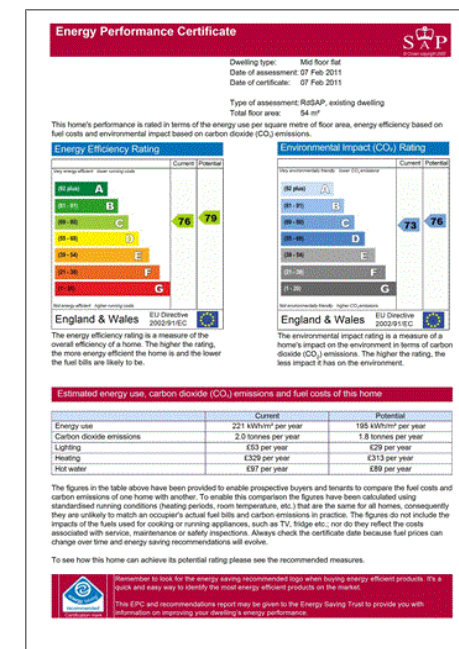 Energy Performance Certificate
SAP
Dwelling type: Mid floor flat
Date of assessment: 07 Feb 2011
Date of certificate: 07 Feb 2011
Type of assessment: RdSAP, existing dwelling
Total floor area: 54 m²
This home's performance is rated in terms of the energy use per square metre of floor area, energy efficiency based on
fuel costs and environmental impact based on carbon dioxide (CO₂) emissions.
Energy Efficiency Rating
Current Potential
Very energy efficient - lower running costs
(92 plus) A
(81 - 91) B
(69 - 80) C
(55 - 68) D
(39 - 54) E
(21 - 38) F
(1 - 20) G
76 79
Not energy efficient - higher running costs
England & Wales
EU Directive
2002/91/EC
The energy efficiency rating is a measure of the
overall efficiency of a home. The higher the rating,
the more energy efficient the home is and the lower
the fuel bills are likely to be.
Environmental Impact (CO₂) Rating
Current Potential
Very environmentally friendly - lower CO₂ emissions
(92 plus) A
(81 - 91) B
(69 - 80) C
(55 - 68) D
(39 - 54) E
(21 - 38) F
(1 - 20) G
73 76
Not environmentally friendly - higher CO₂ emissions
England & Wales
EU Directive
2002/91/EC
The environmental impact rating is a measure of a
home's impact on the environment in terms of carbon
dioxide (CO₂) emissions. The higher the rating, the
less impact it has on the environment.
Estimated energy use, carbon dioxide (CO₂) emissions and fuel costs of this home
Current Potential
Energy use 221 kWh/m² per year 195 kWh/m² per year
Carbon dioxide emissions 2.0 tonnes per year 1.8 tonnes per year
Lighting £53 per year £29 per year
Heating £329 per year £313 per year
Hot water £97 per year £89 per year
The figures in the table above have been provided to enable prospective buyers and tenants to compare the fuel costs and
carbon emissions of one home with another. To enable this comparison the figures have been calculated using
standardised running conditions (heating periods, room temperature, etc.) that are the same for all homes, consequently
they are unlikely to match an occupier's actual fuel bills and carbon emissions in practice. The figures do not include the
impacts of the fuels used for cooking or running appliances, such as TV, fridge etc.; nor do they reflect the costs
associated with service, maintenance or safety inspections. Always check the certificate date because fuel prices can
change over time and energy saving recommendations will evolve.
To see how this home can achieve its potential rating please see the recommended measures.
Remember to look for the energy saving recommended logo when buying energy efficient products. It's a
quick and easy way to identify the most energy efficient products on the market.
This EPC and recommendations report may be given to the Energy Saving Trust to provide you with
information on improving your dwelling's energy performance.
energy saving
recommended
Certification mark